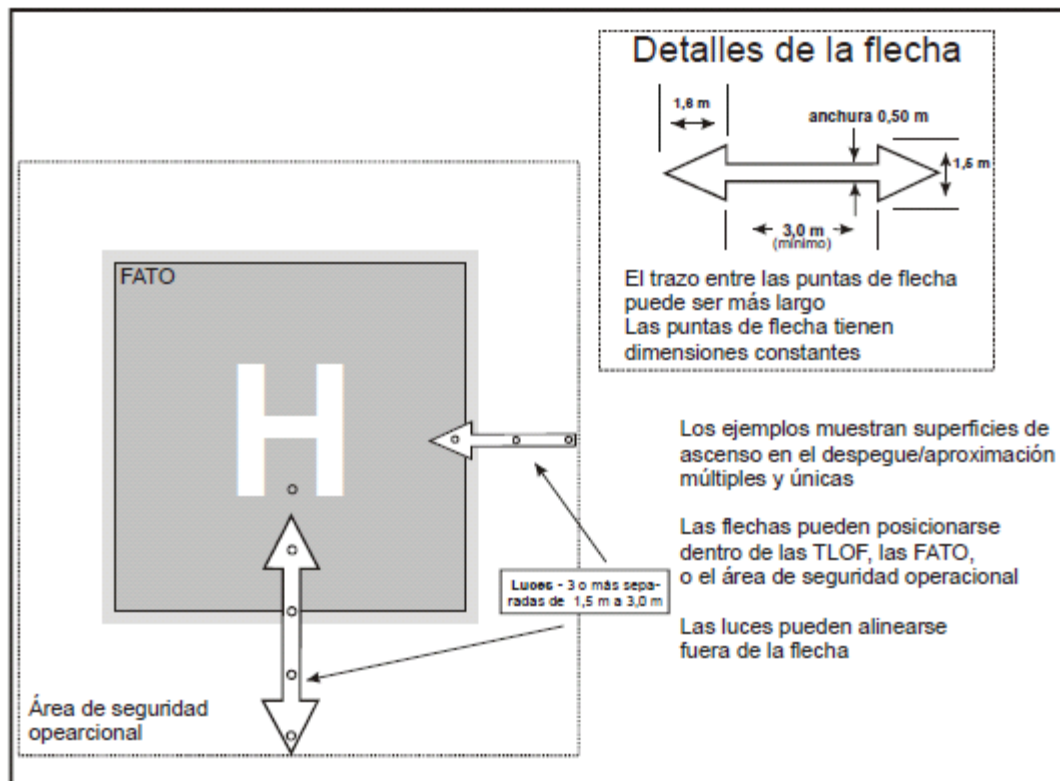 Detalles de la flecha
1,6 m
anchura 0,50 m
1,5 m
3,0 m
(mínimo)
El trazo entre las puntas de flecha
puede ser más largo
Las puntas de flecha tienen
dimensiones constantes
FATO
H
Los ejemplos muestran superficies de
ascenso en el despegue/aproximación
múltiples y únicas
Las flechas pueden posicionarse
dentro de las TLOF, las FATO,
o el área de seguridad operacional
Luces - 3 o más sepa-
radas de 1,5 m a 3,0 m
Las luces pueden alinearse
fuera de la flecha
Área de seguridad
opearcional